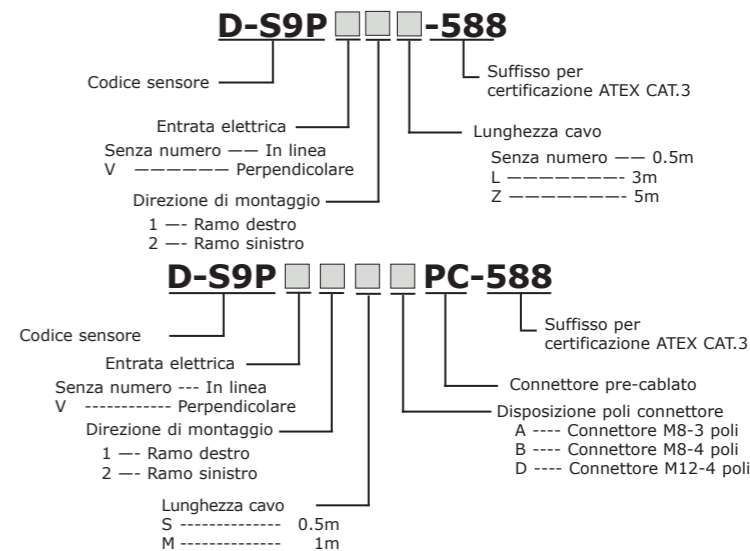 D-S9P -588
Codice sensore
Suffisso per
certificazione ATEX CAT.3
Entrata elettrica
Senza numero —— In linea
V —————— Perpendicolare
Lunghezza cavo
Senza numero —— 0.5m
L ———————- 3m
Z ———————- 5m
Direzione di montaggio
1 —- Ramo destro
2 —- Ramo sinistro
D-S9P PC-588
Codice sensore
Suffisso per
certificazione ATEX CAT.3
Entrata elettrica
Senza numero --- In linea
V ------------ Perpendicolare
Connettore pre-cablato
Disposizione poli connettore
A ---- Connettore M8-3 poli
B ---- Connettore M8-4 poli
D ---- Connettore M12-4 poli
Direzione di montaggio
1 —- Ramo destro
2 —- Ramo sinistro
Lunghezza cavo
S -------------- 0.5m
M -------------- 1m